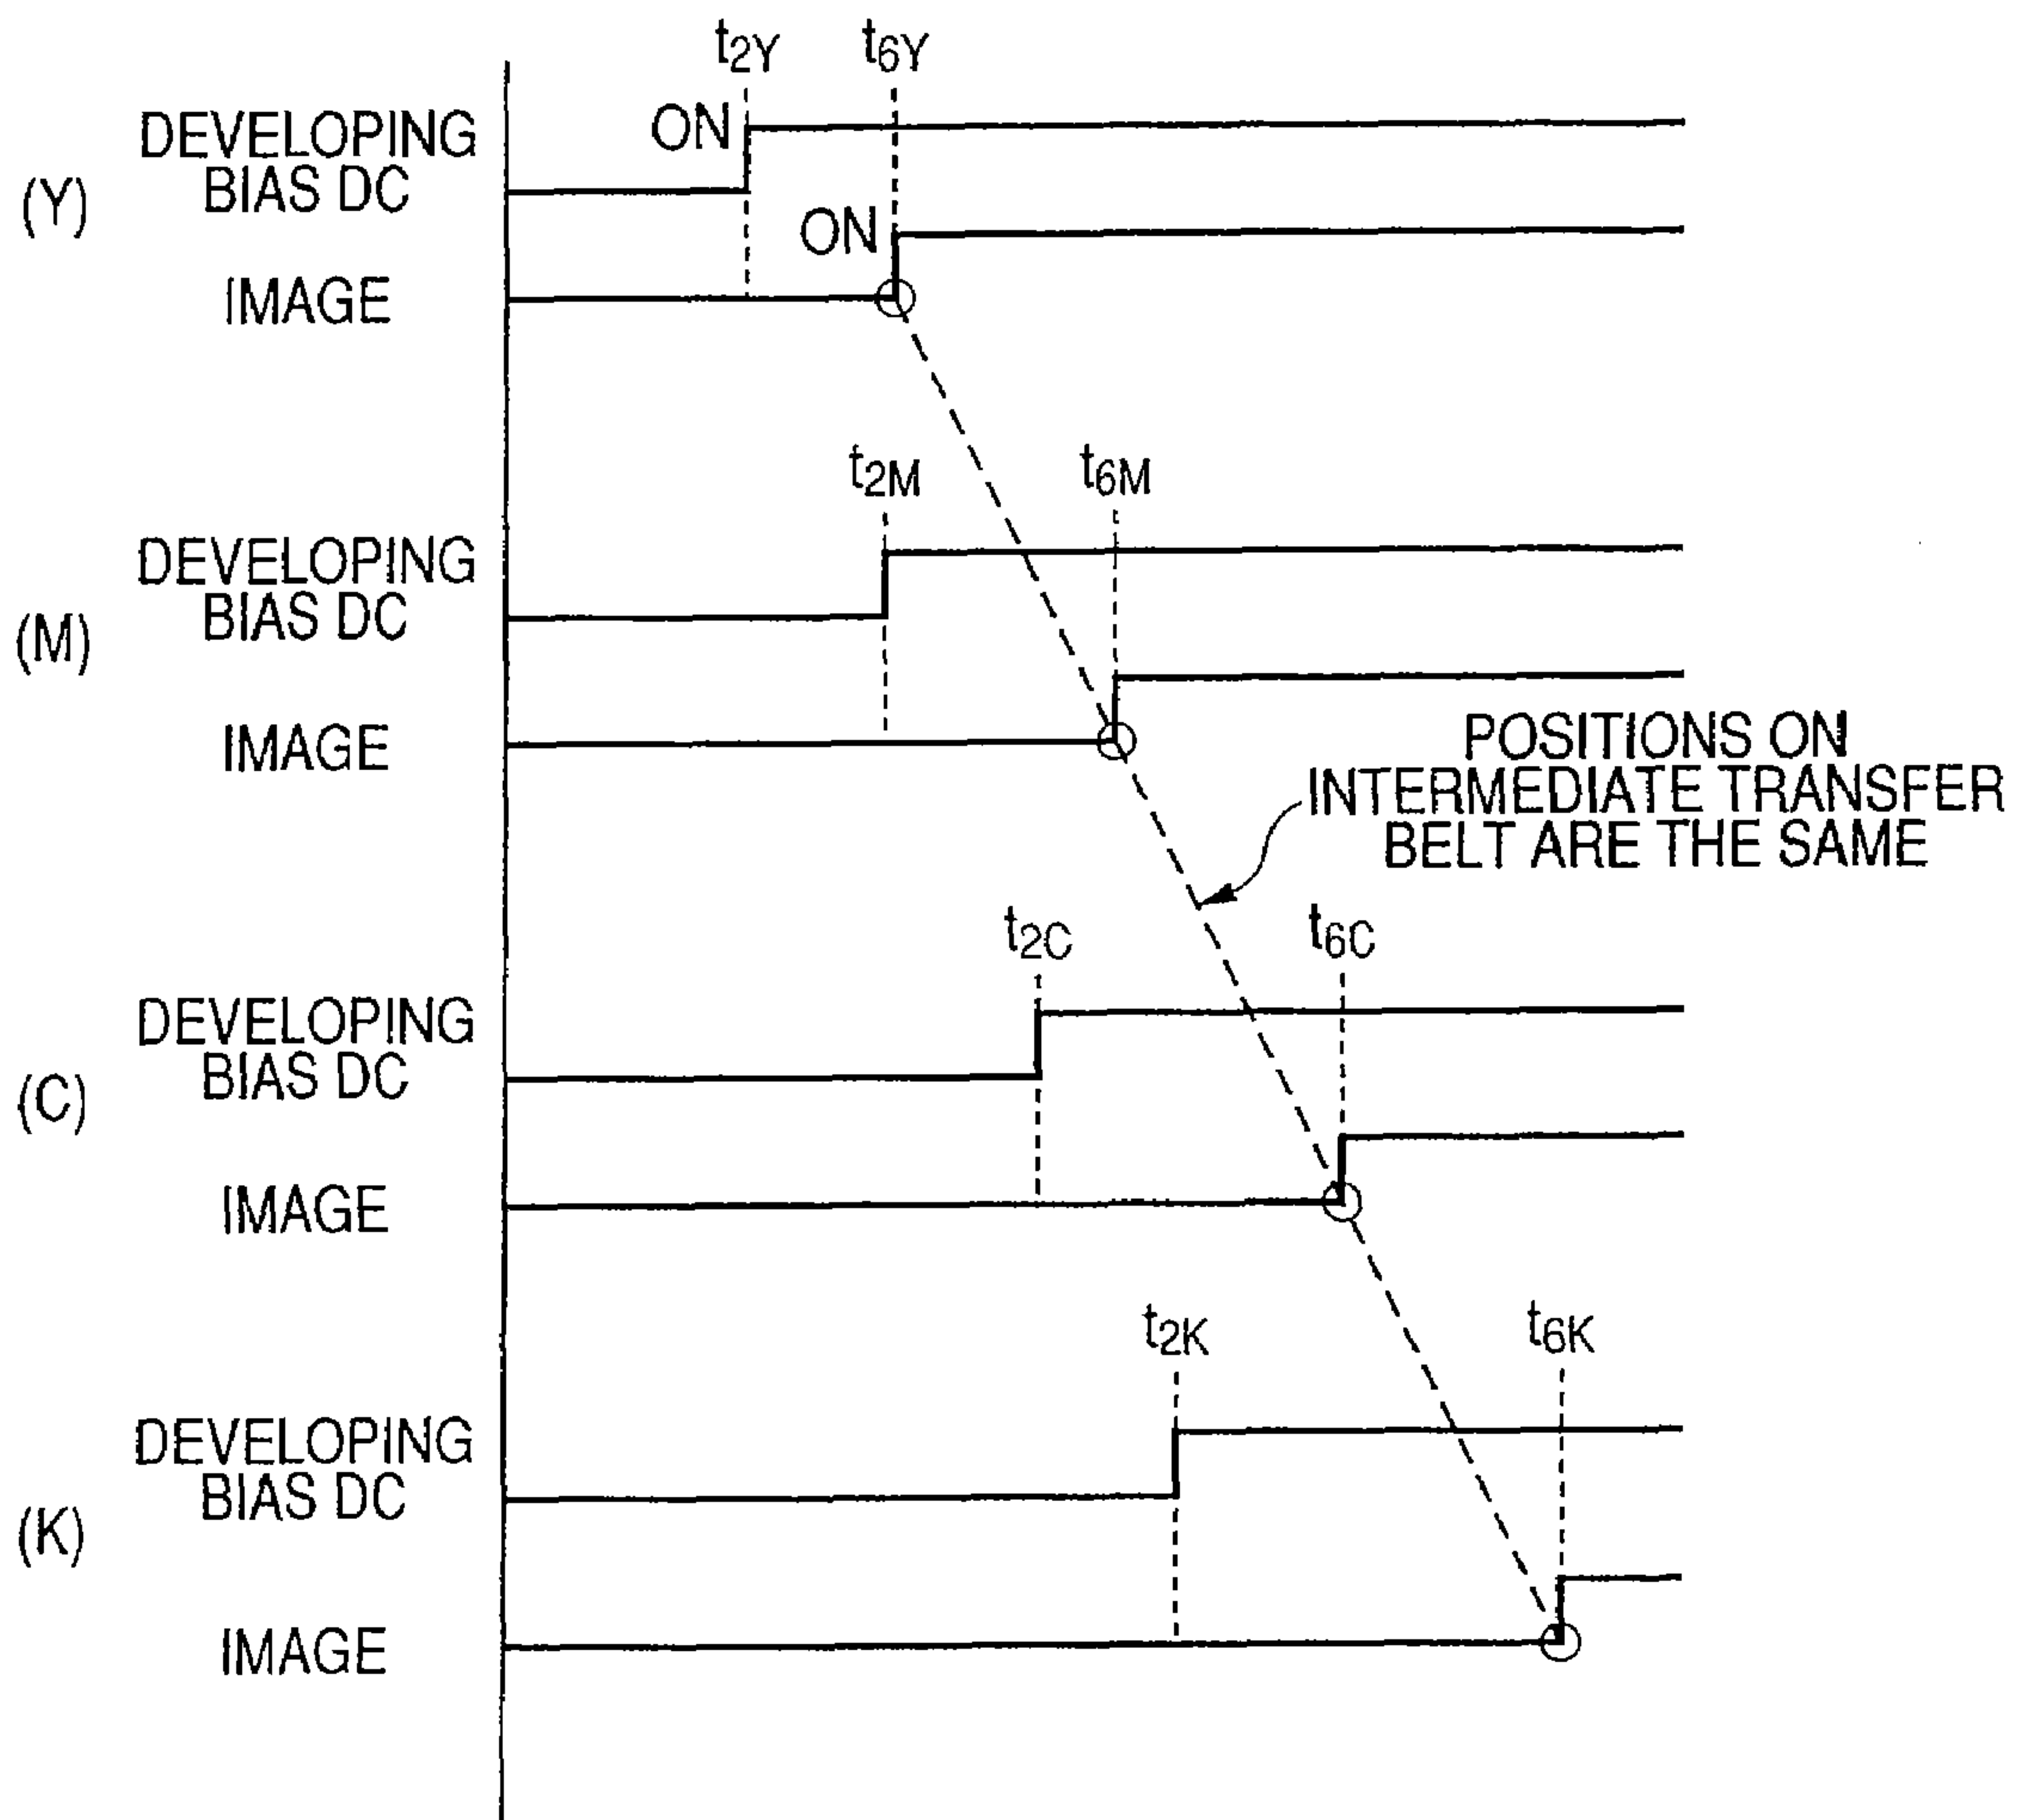 t2Y t6Y
ON
DEVELOPING
BIAS DC
(Y)
ON
IMAGE
t2M t6M
DEVELOPING
BIAS DC
(M)
IMAGE
POSITIONS ON
INTERMEDIATE TRANSFER
BELT ARE THE SAME
t2C t6C
DEVELOPING
BIAS DC
(C)
IMAGE
t2K t6K
DEVELOPING
BIAS DC
(K)
IMAGE